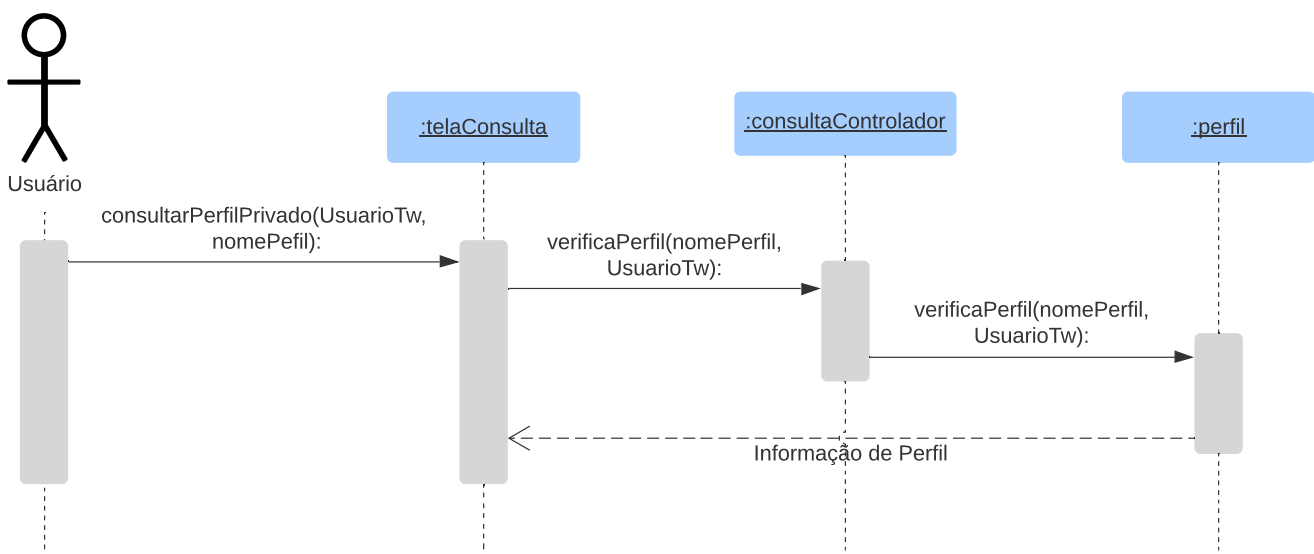 :telaConsulta
:consultaControlador
:perfil
Usuário
consultarPerfilPrivado(UsuarioTw,
nomePefil):
verificaPerfil(nomePerfil,
UsuarioTw):
verificaPerfil(nomePerfil,
UsuarioTw):
Informação de Perfil